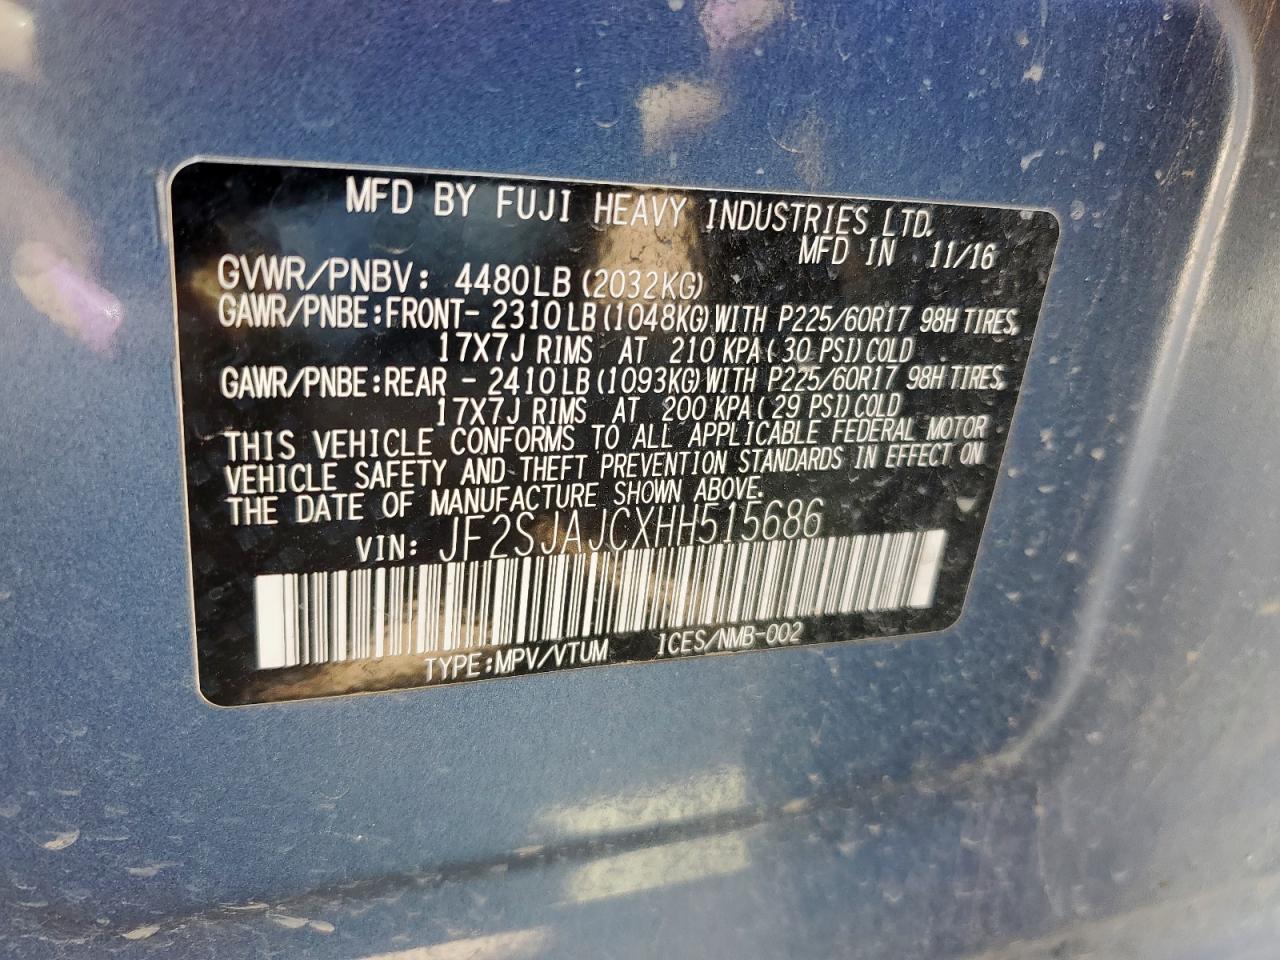 MFD BY FUJI HEAVY INDUSTRIES LTD.
MFD IN 11/16
GVWR/PNBV: 4480LB (2032KG)
GAWR/PNBE:FRONT- 2310LB (1048KG) WITH P225/60R17 98H TIRES,
17X7J RIMS AT 210 KPA (30 PSI) COLD
GAWR/PNBE:REAR - 2410LB (1093KG) WITH P225/60R17 98H TIRES,
17X7J RIMS AT 200 KPA (29 PSI) COLD
THIS VEHICLE CONFORMS TO ALL APPLICABLE FEDERAL MOTOR
VEHICLE SAFETY AND THEFT PREVENTION STANDARDS IN EFFECT ON
THE DATE OF MANUFACTURE SHOWN ABOVE.
VIN: JF2SJAJCXHH515686
TYPE:MPV/VTUM ICES/NMB-002